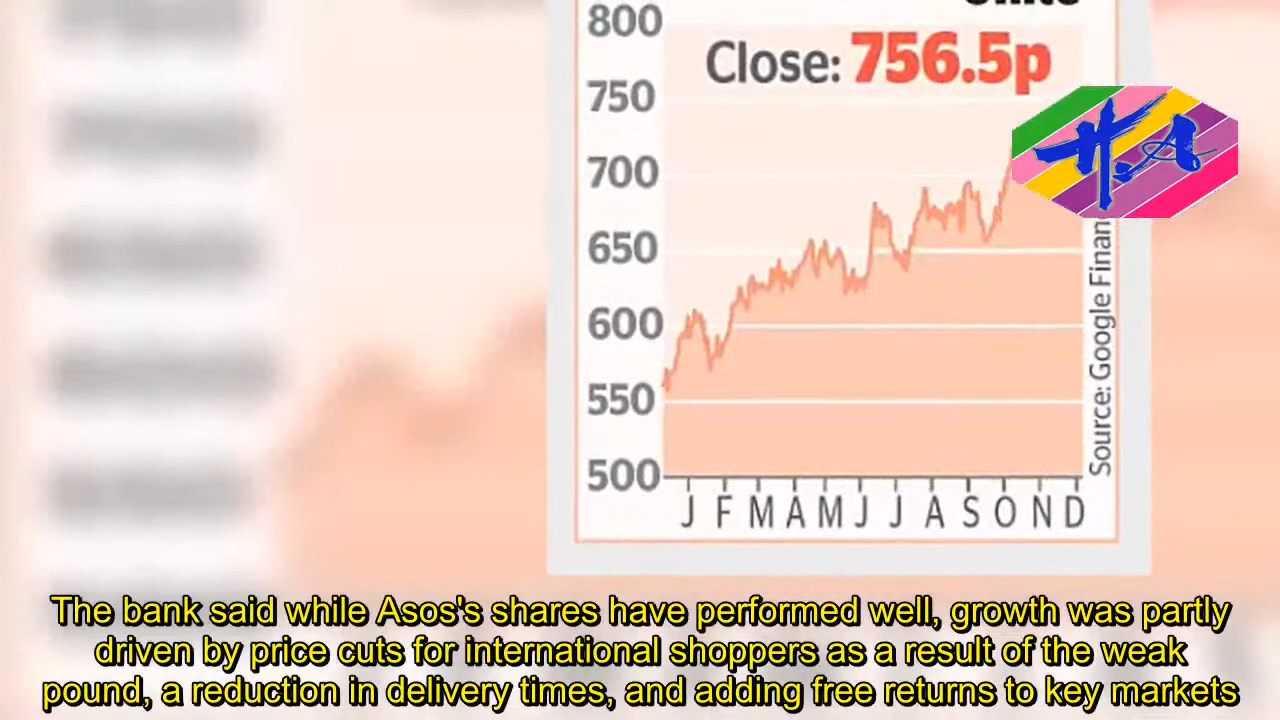 800
Close: 756.5p
750
700
650
600
550
500
J F M A M J J A S O N D
Source: Google
H.A
The bank said while Asos's shares have performed well, growth was partly
driven by price cuts for international shoppers as a result of the weak
pound, a reduction in delivery times, and adding free returns to key markets